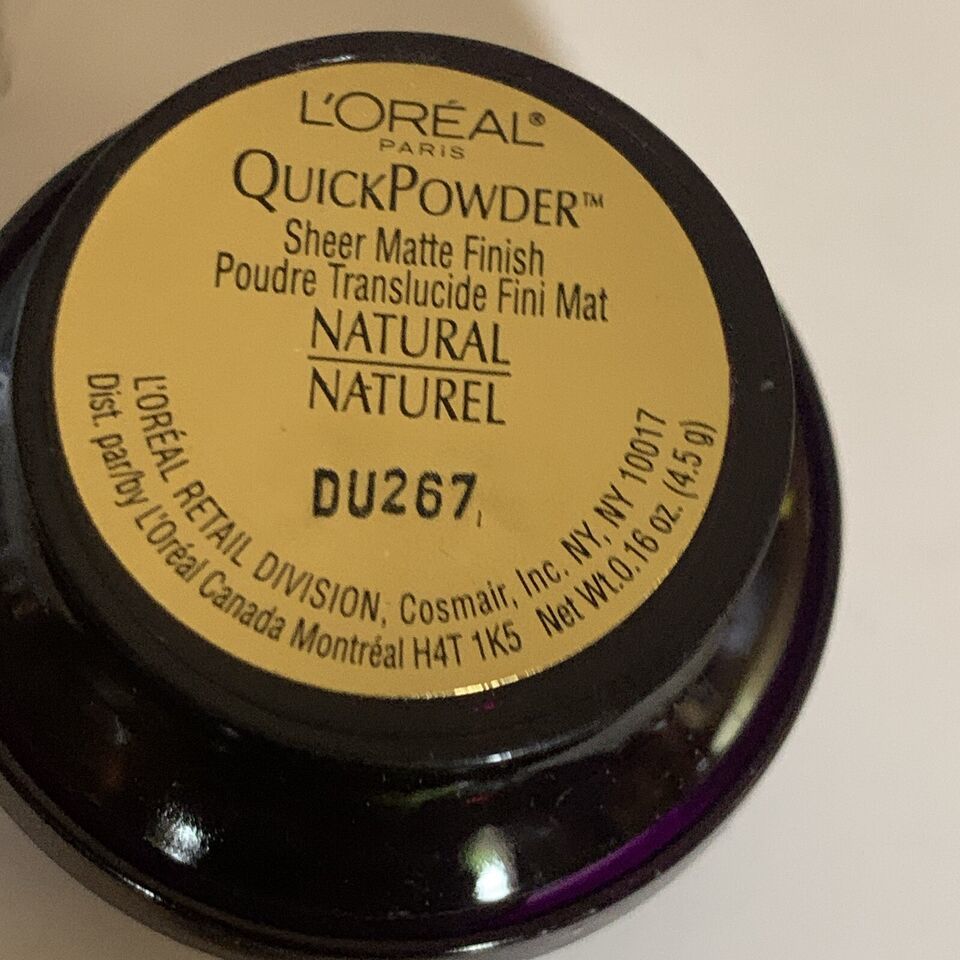 L'ORÉAL®
PARIS
QUICKPOWDER™
Sheer Matte Finish
Poudre Translucide Fini Mat
NATURAL
NATUREL
DU267
L'ORÉAL RETAIL DIVISION, Cosmair, Inc. NY, NY 10017
Dist. par/by L'Oréal Canada Montréal H4T 1K5 Net Wt.0.16 oz. (4.5 g)